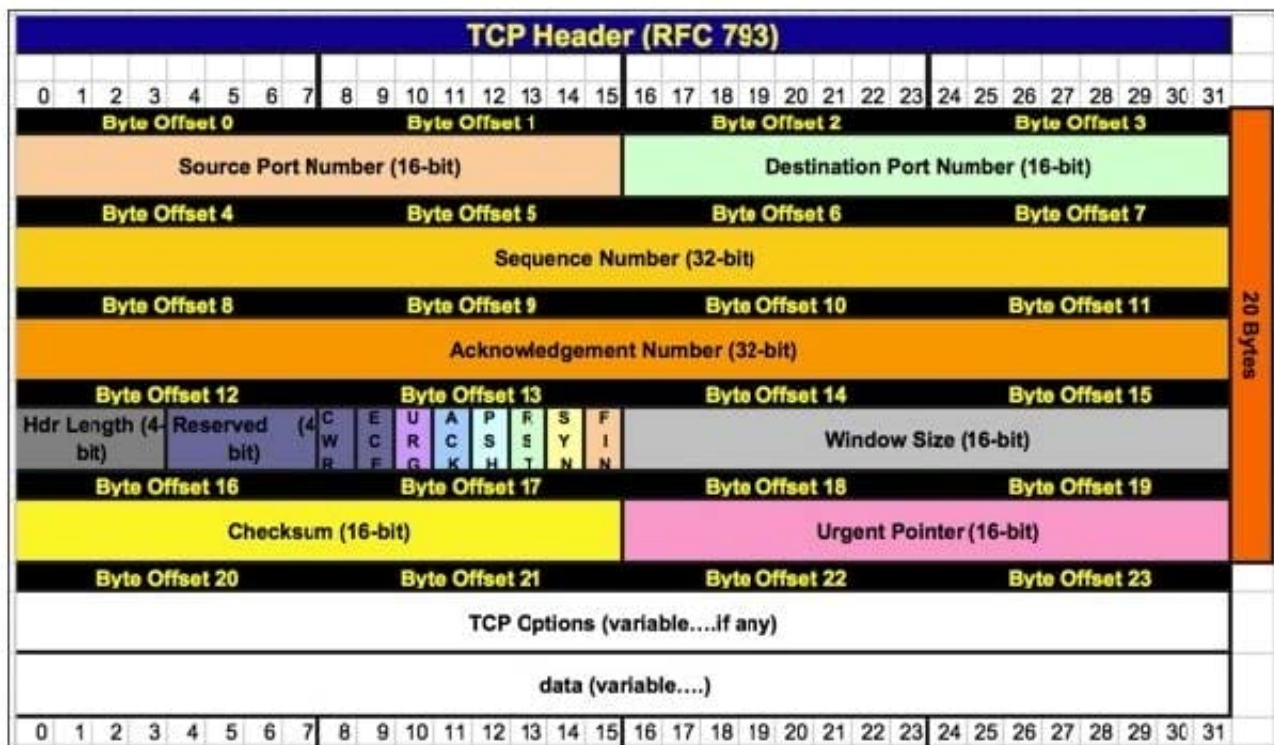 TCP Header (RFC 793)
0 1 2 3 4 5 6 7 8 9 10 11 12 13 14 15 16 17 18 19 20 21 22 23 24 25 26 27 28 29 30 31
Byte Offset 0 Byte Offset 1 Byte Offset 2 Byte Offset 3
Source Port Number (16-bit) Destination Port Number (16-bit)
Byte Offset 4 Byte Offset 5 Byte Offset 6 Byte Offset 7
Sequence Number (32-bit)
Byte Offset 8 Byte Offset 9 Byte Offset 10 Byte Offset 11
Acknowledgement Number (32-bit)
20 Bytes
Byte Offset 12 Byte Offset 13 Byte Offset 14 Byte Offset 15
Hdr Length (4-bit) Reserved (4 bit) CWR ECE URG ACK PSH RST SYN FIN Window Size (16-bit)
Byte Offset 16 Byte Offset 17 Byte Offset 18 Byte Offset 19
Checksum (16-bit) Urgent Pointer (16-bit)
Byte Offset 20 Byte Offset 21 Byte Offset 22 Byte Offset 23
TCP Options (variable....if any)
data (variable....)
0 1 2 3 4 5 6 7 8 9 10 11 12 13 14 15 16 17 18 19 20 21 22 23 24 25 26 27 28 29 30 31